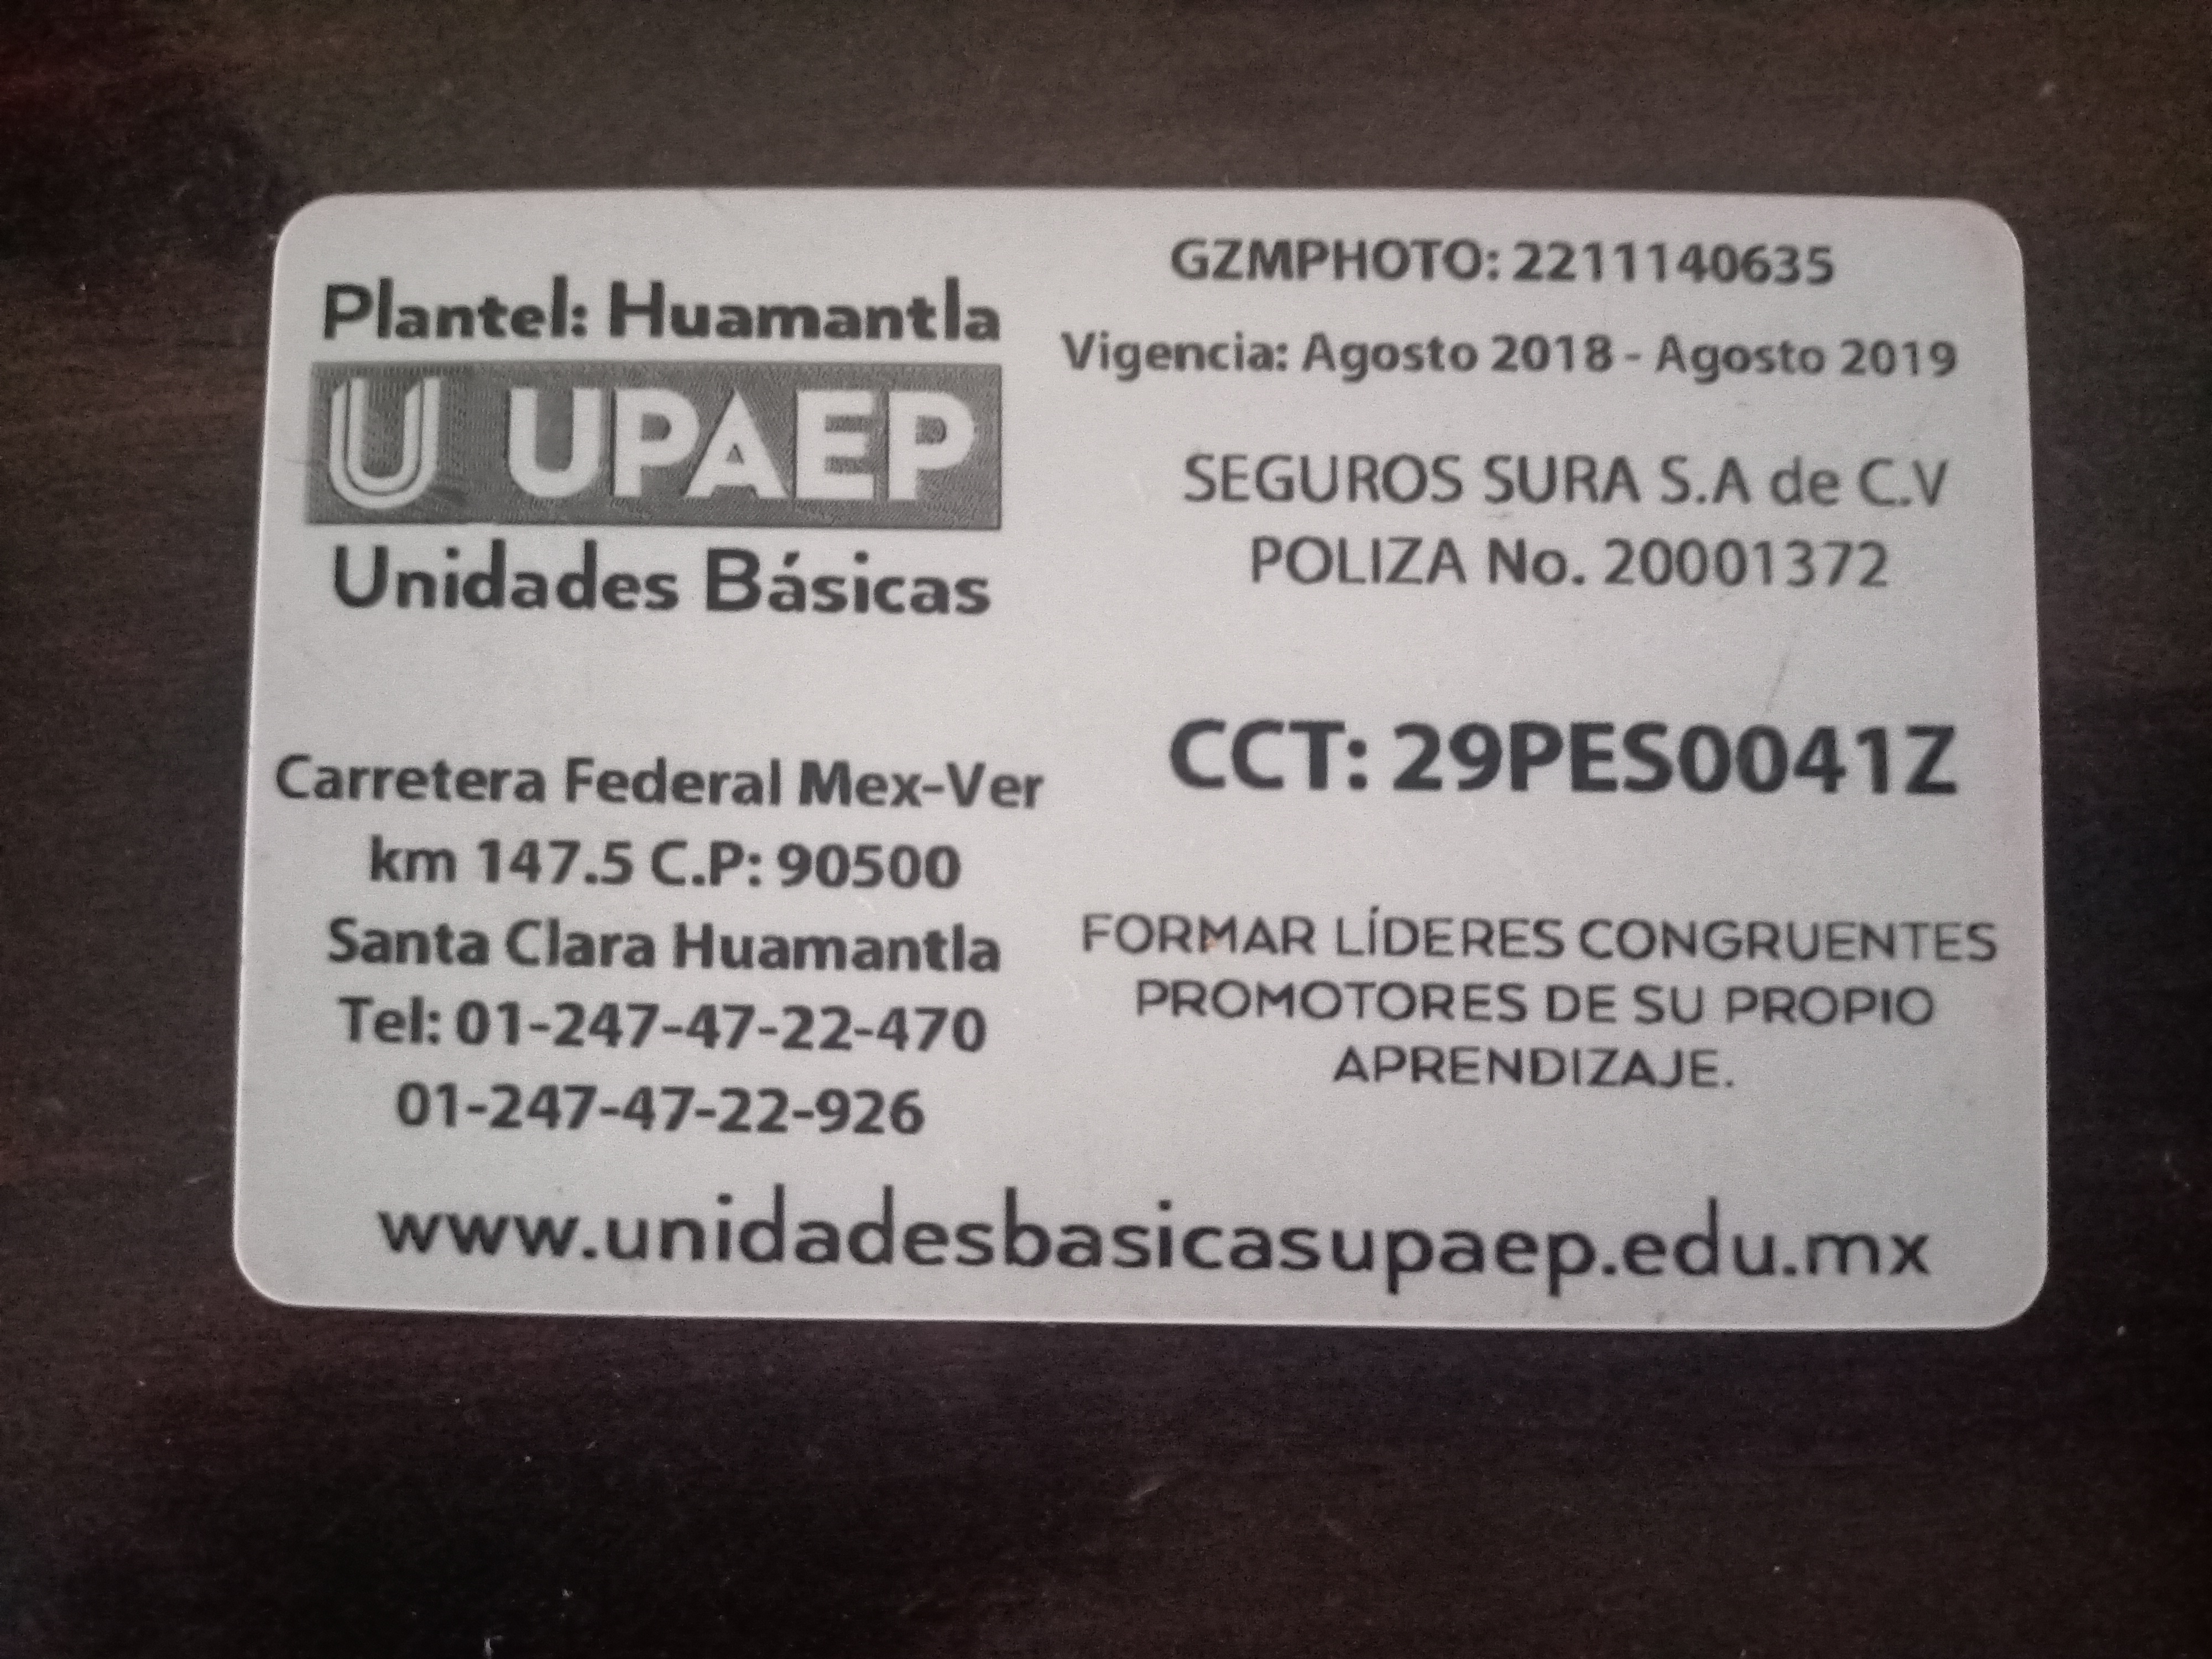 Plantel: Huamantla
U UPAEP
Unidades Básicas
Carretera Federal Mex-Ver
km 147.5 C.P: 90500
Santa Clara Huamantla
Tel: 01-247-47-22-470
01-247-47-22-926
GZMPHOTO: 2211140635
Vigencia: Agosto 2018 - Agosto 2019
SEGUROS SURA S.A de C.V
POLIZA No. 20001372
CCT: 29PES0041Z
FORMAR LÍDERES CONGRUENTES
PROMOTORES DE SU PROPIO
APRENDIZAJE.
www.unidadesbasicasupaep.edu.mx